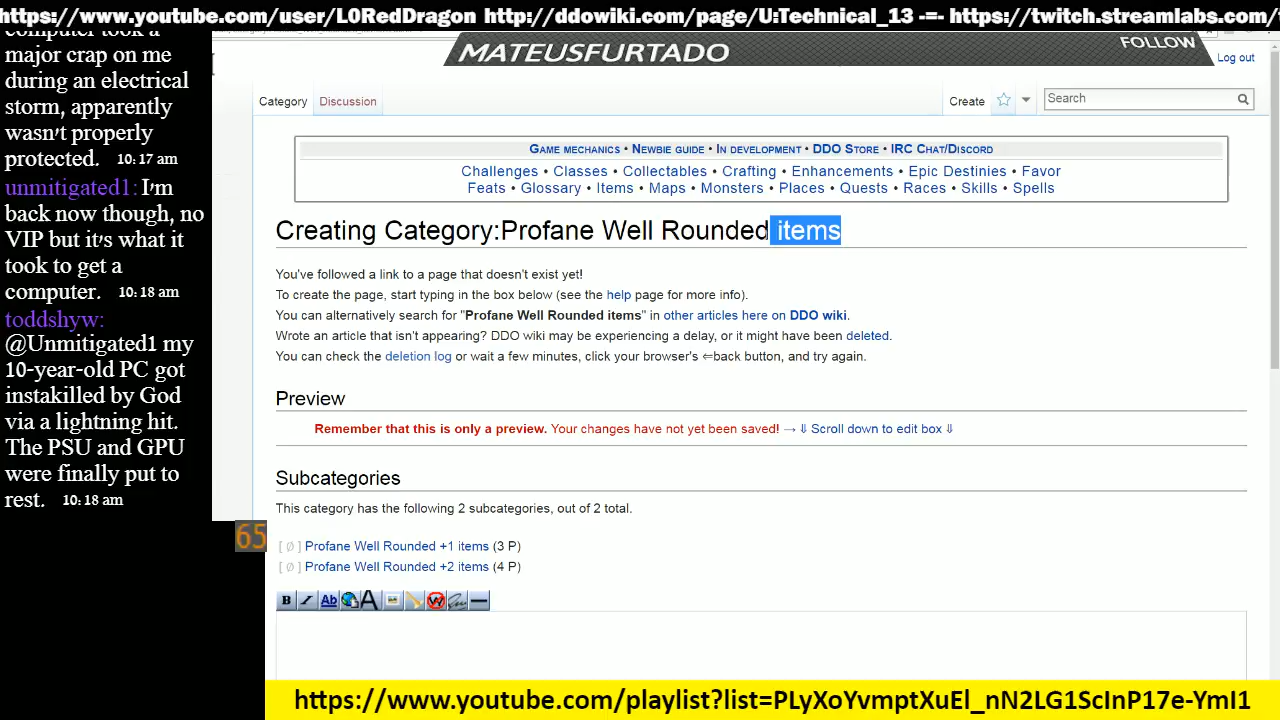 https://www.youtube.com/user/L0RedDragon http://ddowiki.com/page/U:Technical_13 -=- https://twitch.streamlabs.com/
computer took a
major crap on me
during an electrical
storm, apparently
wasn't properly
protected. 10:17 am
unmitigated1: I'm
back now though, no
VIP but it's what it
took to get a
computer. 10:18 am
toddshyw:
@Unmitigated1 my
10-year-old PC got
instakilled by God
via a lightning hit.
The PSU and GPU
were finally put to
rest. 10:18 am
MATEUSFURTADO
FOLLOW
Log out
Category Discussion
Create
Search
Game mechanics • Newbie guide • In development • DDO Store • IRC Chat/Discord
Challenges • Classes • Collectables • Crafting • Enhancements • Epic Destinies • Favor
Feats • Glossary • Items • Maps • Monsters • Places • Quests • Races • Skills • Spells
Creating Category:Profane Well Rounded items
You've followed a link to a page that doesn't exist yet!
To create the page, start typing in the box below (see the help page for more info).
You can alternatively search for "Profane Well Rounded items" in other articles here on DDO wiki.
Wrote an article that isn't appearing? DDO wiki may be experiencing a delay, or it might have been deleted.
You can check the deletion log or wait a few minutes, click your browser's ⇐back button, and try again.
Preview
Remember that this is only a preview. Your changes have not yet been saved! → ⇓ Scroll down to edit box ⇓
Subcategories
This category has the following 2 subcategories, out of 2 total.
65
[ ∅ ] Profane Well Rounded +1 items (3 P)
[ ∅ ] Profane Well Rounded +2 items (4 P)
B I Ab A W
https://www.youtube.com/playlist?list=PLyXoYvmptXuEl_nN2LG1ScInP17e-YmI1